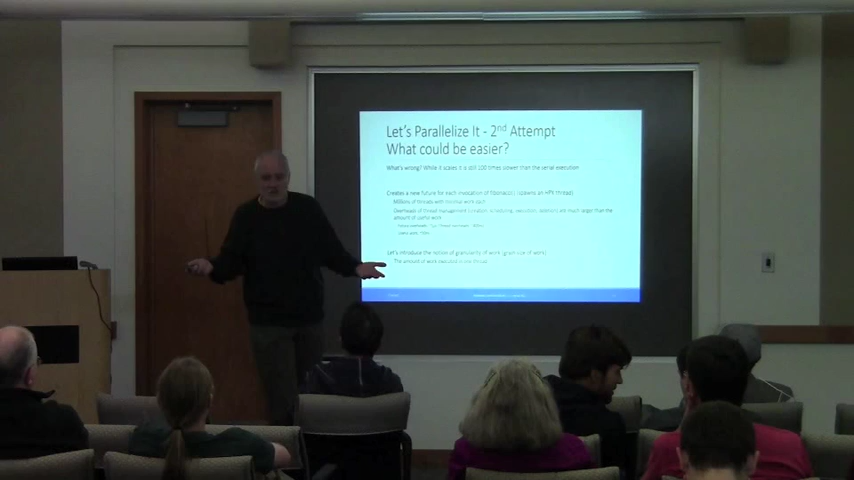 Let's Parallelize It - 2nd Attempt
What could be easier?
What's wrong? While it scales it is still 100 times slower than the serial execution
Creates a new future for each invocation of fibonacci (spawns an HPX thread)
Millions of threads with minimal work each
Overheads of thread management (creation, scheduling, execution, deletion) are much larger than the
amount of useful work
Let's introduce the notion of granularity of work (grain size of work)
The amount of work executed in one thread